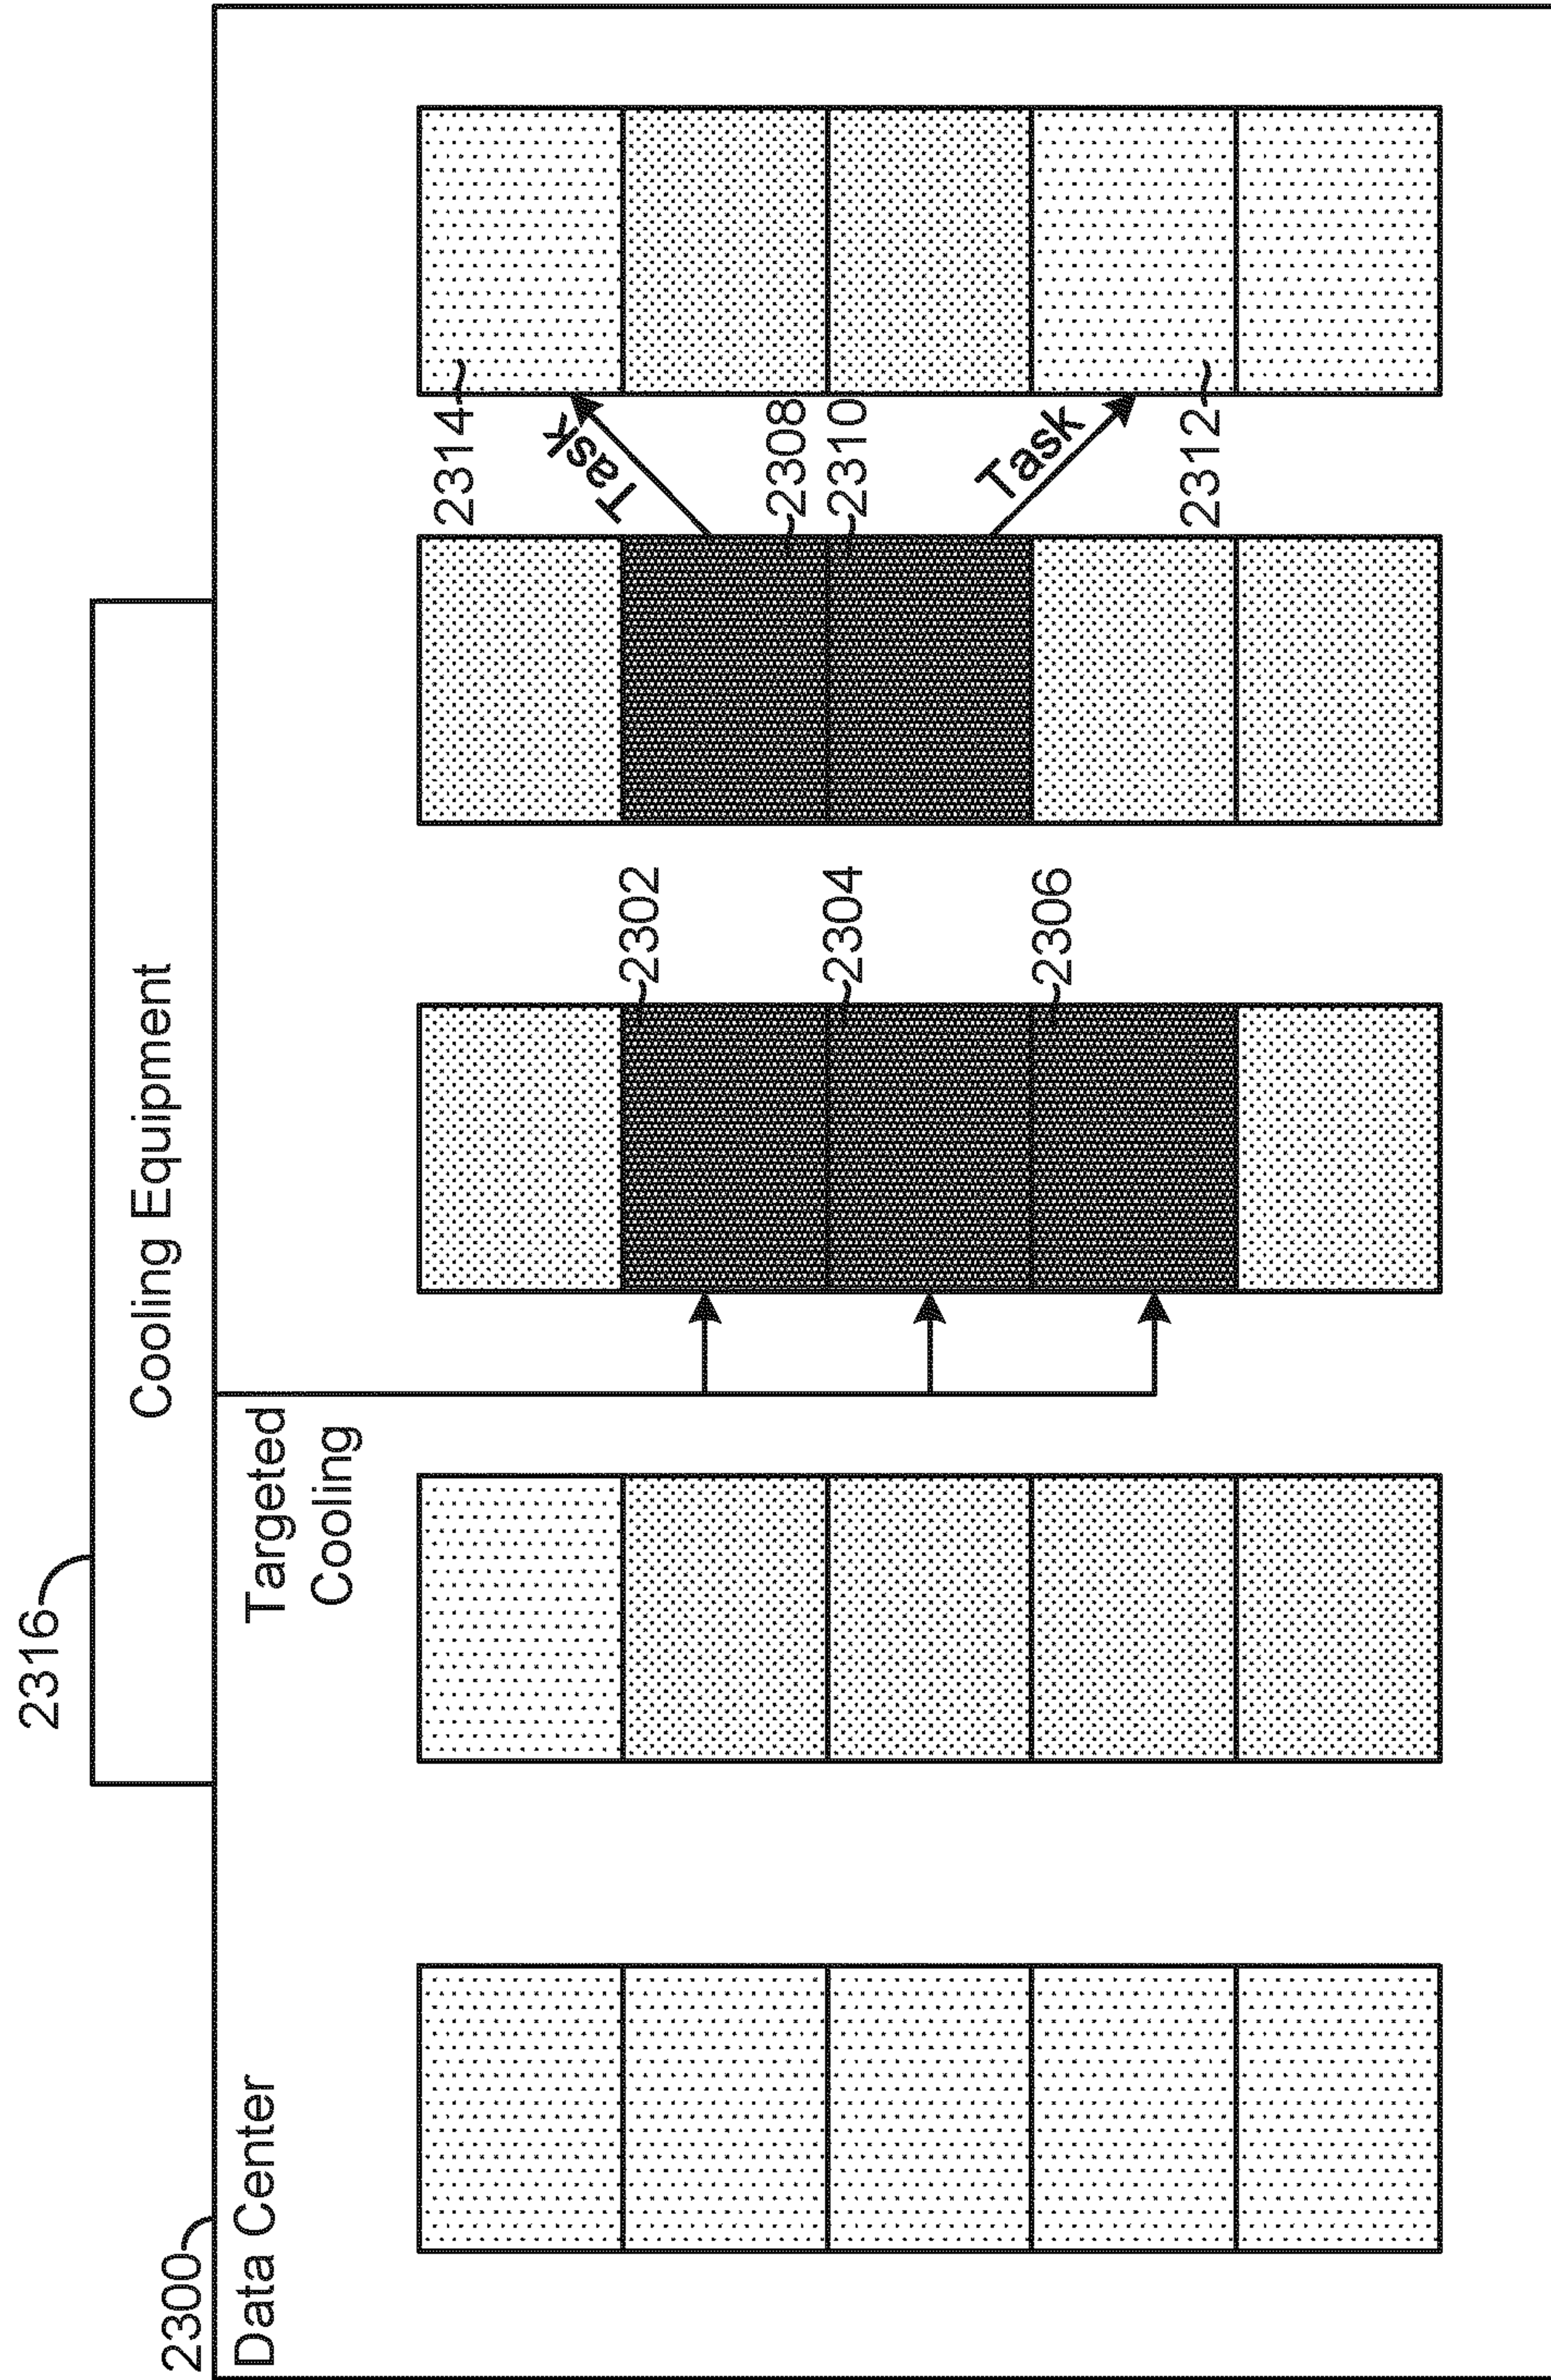 2316
Cooling Equipment
2300
Data Center
Targeted
Cooling
2302
2304
2306
2308
2310
Task
Task
2314
2312